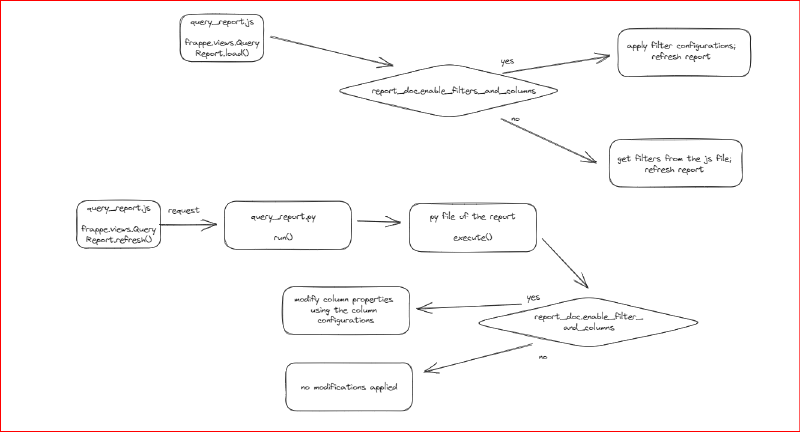 query_report.js
frappe.views.Query
Report.load()
yes
apply filter configurations;
refresh report
report_doc.enable_filters_and_columns
no
get filters from the js file;
refresh report
query_report.js
frappe.views.Query
Report.refresh()
request
query_report.py
run()
py file of the report
execute()
modify column properties
using the column
configurations
yes
report_doc.enable_filter_
and_columns
no
no modifications applied